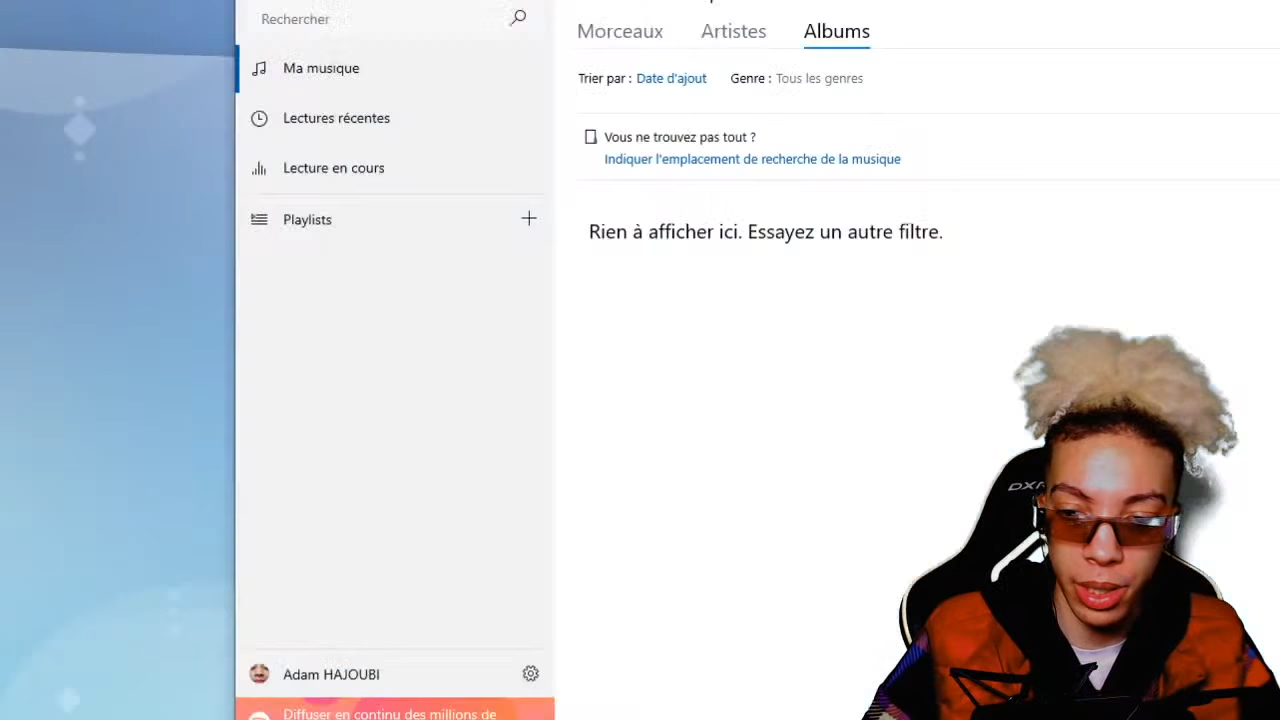 Rechercher
Ma musique
Lectures récentes
Lecture en cours
Playlists
Adam HAJOUBI
Diffuser en continu des millions de
Morceaux Artistes Albums
Trier par : Date d'ajout Genre : Tous les genres
Vous ne trouvez pas tout ?
Indiquer l'emplacement de recherche de la musique
Rien à afficher ici. Essayez un autre filtre.